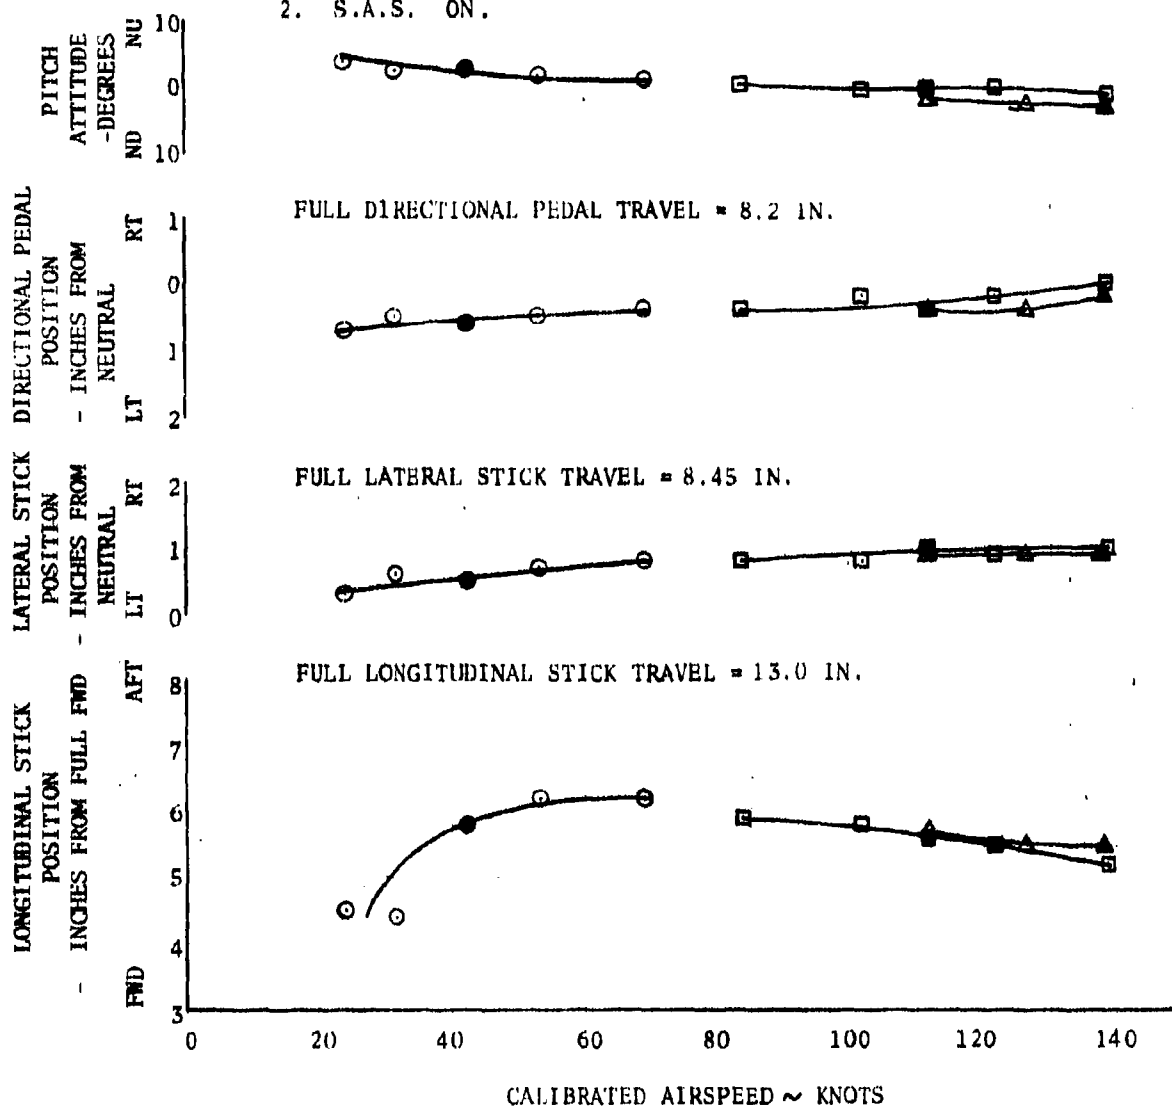 2. S.A.S. ON.
PITCH
ATTITUDE
-DEGREES
ND NU
10
0
10
FULL DIRECTIONAL PEDAL TRAVEL = 8.2 IN.
DIRECTIONAL PEDAL
POSITION
- INCHES FROM
NEUTRAL
LT RT
1
0
1
2
FULL LATERAL STICK TRAVEL = 8.45 IN.
LATERAL STICK
POSITION
- INCHES FROM
NEUTRAL
LT RT
2
1
0
FULL LONGITUDINAL STICK TRAVEL = 13.0 IN.
LONGITUDINAL STICK
POSITION
- INCHES FROM FULL FWD
FWD AFT
8
7
6
5
4
3
0 20 40 60 80 100 120 140
CALIBRATED AIRSPEED ~ KNOTS